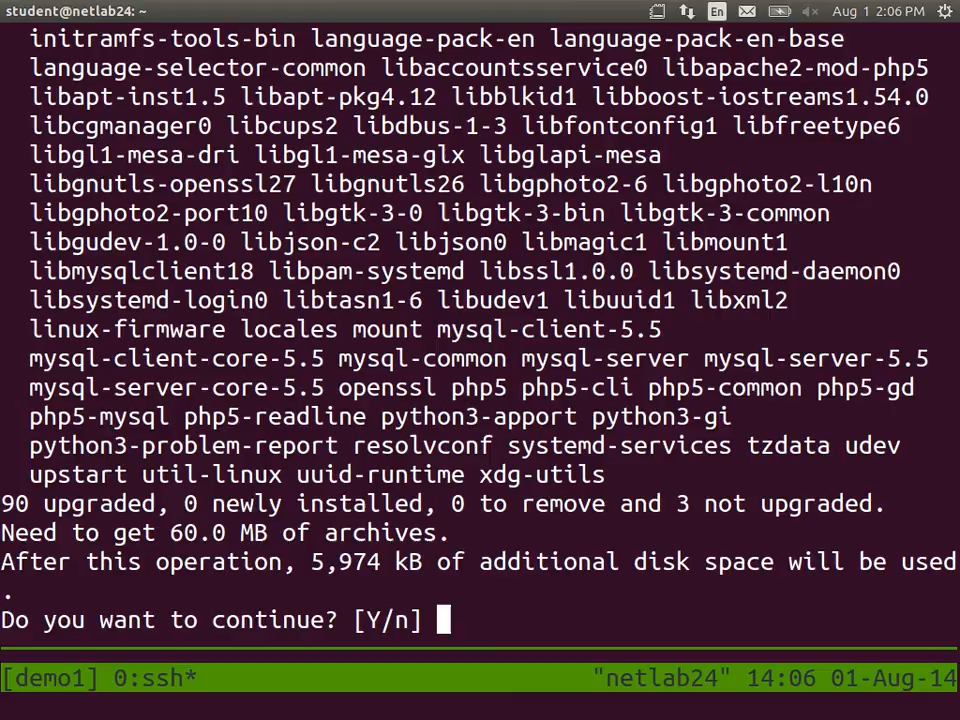 student@netlab24: ~
En
Aug 1 2:06 PM
initramfs-tools-bin language-pack-en language-pack-en-base
language-selector-common libaccountsservice0 libapache2-mod-php5
libapt-inst1.5 libapt-pkg4.12 libblkid1 libboost-iostreams1.54.0
libcgmanager0 libcups2 libdbus-1-3 libfontconfig1 libfreetype6
libgl1-mesa-dri libgl1-mesa-glx libglapi-mesa
libgnutls-openssl27 libgnutls26 libgphoto2-6 libgphoto2-l10n
libgphoto2-port10 libgtk-3-0 libgtk-3-bin libgtk-3-common
libgudev-1.0-0 libjson-c2 libjson0 libmagic1 libmount1
libmysqlclient18 libpam-systemd libssl1.0.0 libsystemd-daemon0
libsystemd-login0 libtasn1-6 libudev1 libuuid1 libxml2
linux-firmware locales mount mysql-client-5.5
mysql-client-core-5.5 mysql-common mysql-server mysql-server-5.5
mysql-server-core-5.5 openssl php5 php5-cli php5-common php5-gd
php5-mysql php5-readline python3-apport python3-gi
python3-problem-report resolvconf systemd-services tzdata udev
upstart util-linux uuid-runtime xdg-utils
90 upgraded, 0 newly installed, 0 to remove and 3 not upgraded.
Need to get 60.0 MB of archives.
After this operation, 5,974 kB of additional disk space will be used
.
Do you want to continue? [Y/n]
[demo1] 0:ssh* "netlab24" 14:06 01-Aug-14